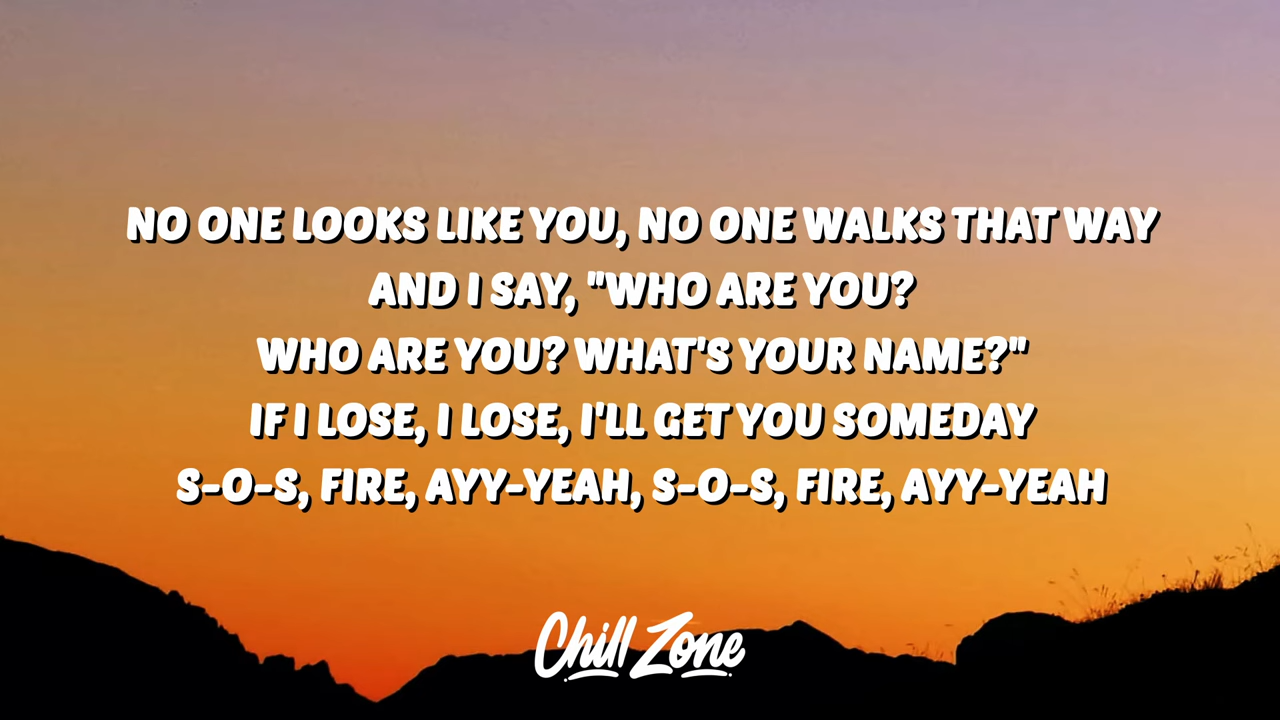 NO ONE LOOKS LIKE YOU, NO ONE WALKS THAT WAY
AND I SAY, "WHO ARE YOU?
WHO ARE YOU? WHAT'S YOUR NAME?"
IF I LOSE, I LOSE, I'LL GET YOU SOMEDAY
S-O-S, FIRE, AYY-YEAH, S-O-S, FIRE, AYY-YEAH
Chill Zone